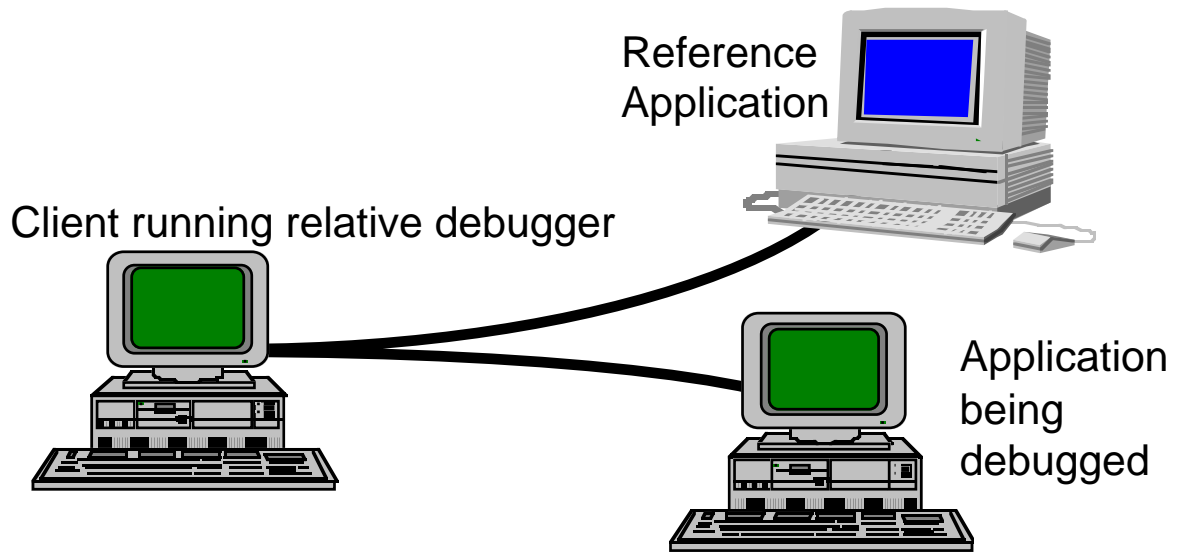 Reference
Application
Client running relative debugger
Application
being
debugged